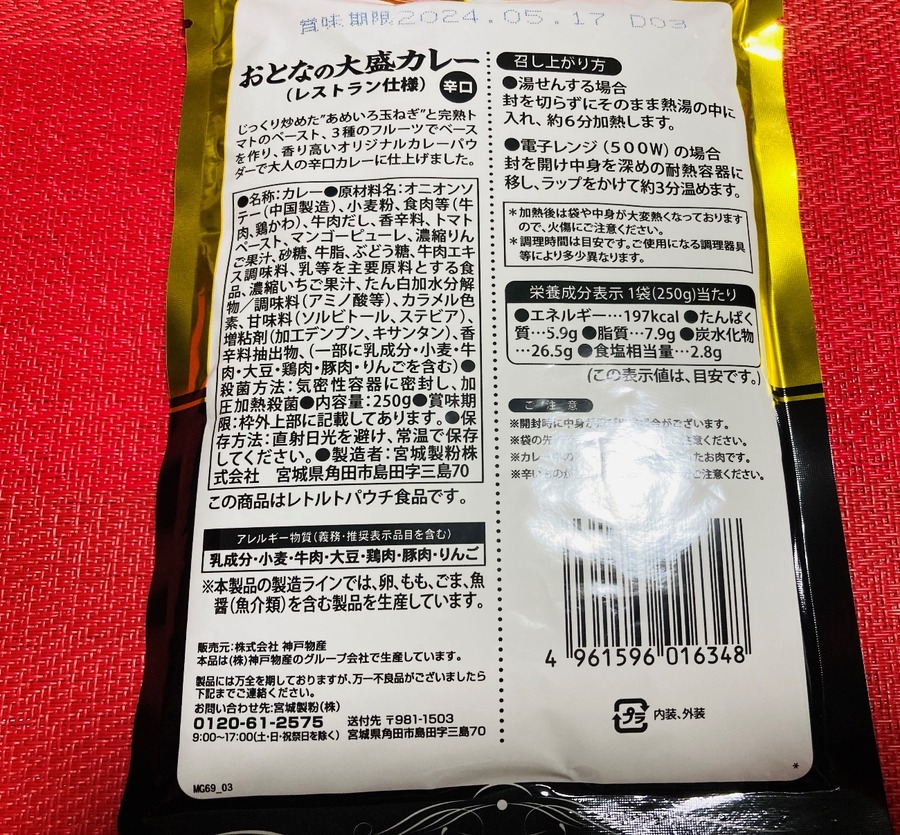 賞味期限2024.05.17 D03
おとなの大盛カレー
(レストラン仕様) 辛口
じっくり炒めた"あめいろ玉ねぎ"と完熟ト
マトのペースト、3種のフルーツでベース
を作り、香り高いオリジナルカレーパウ
ダーで大人の辛口カレーに仕上げました。
●名称:カレー●原材料名:オニオンソ
テー(中国製造)、小麦粉、食肉等(牛
肉、鶏かわ)、牛肉だし、香辛料、トマト
ペースト、マンゴーピューレ、濃縮りん
ご果汁、砂糖、牛脂、ぶどう糖、牛肉エキ
ス調味料、乳等を主要原料とする食
品、濃縮いちご果汁、たん白加水分解
物/調味料(アミノ酸等)、カラメル色
素、甘味料(ソルビトール、ステビア)、
増粘剤(加工デンプン、キサンタン)、香
辛料抽出物、(一部に乳成分・小麦・牛
肉・大豆・鶏肉・豚肉・りんごを含む)●
殺菌方法:気密性容器に密封し、加
圧加熱殺菌●内容量:250g●賞味期
限:枠外上部に記載してあります。●保
存方法:直射日光を避け、常温で保存
してください。●製造者:宮城製粉株
式会社 宮城県角田市島田字三島70
この商品はレトルトパウチ食品です。
アレルギー物質(義務・推奨表示品目を含む)
乳成分・小麦・牛肉・大豆・鶏肉・豚肉・りんご
※本製品の製造ラインでは、卵、もも、ごま、魚
醤(魚介類)を含む製品を生産しています。
販売元:株式会社 神戸物産
本品は(株)神戸物産のグループ会社で生産しています。
製品には万全を期しておりますが、万一不良品がございましたら
下記までご連絡ください。
お問い合わせ先:宮城製粉(株)
0120-61-2575 送付先 〒981-1503
9:00~17:00(土・日・祝祭日を除く) 宮城県角田市島田字三島70
MG69_03
召し上がり方
●湯せんする場合
封を切らずにそのまま熱湯の中に
入れ、約6分加熱します。
●電子レンジ(500W)の場合
封を開け中身を深めの耐熱容器に
移し、ラップをかけて約3分温めます。
*加熱後は袋や中身が大変熱くなっております
ので、火傷にご注意ください。
*調理時間は目安です。ご使用になる調理器具
等により多少異なります。
栄養成分表示 1袋(250g)当たり
●エネルギー…197kcal ●たんぱく
質…5.9g ●脂質…7.9g ●炭水化物
…26.5g ●食塩相当量…2.8g
(この表示値は、目安です。)
ご注意
※開封時に中身が がございます。
※袋の先 注意ください。
※カレー中の たお肉です。
※辛いもの ご注意ください。
4 961596 016348
プラ 内装、外装
*